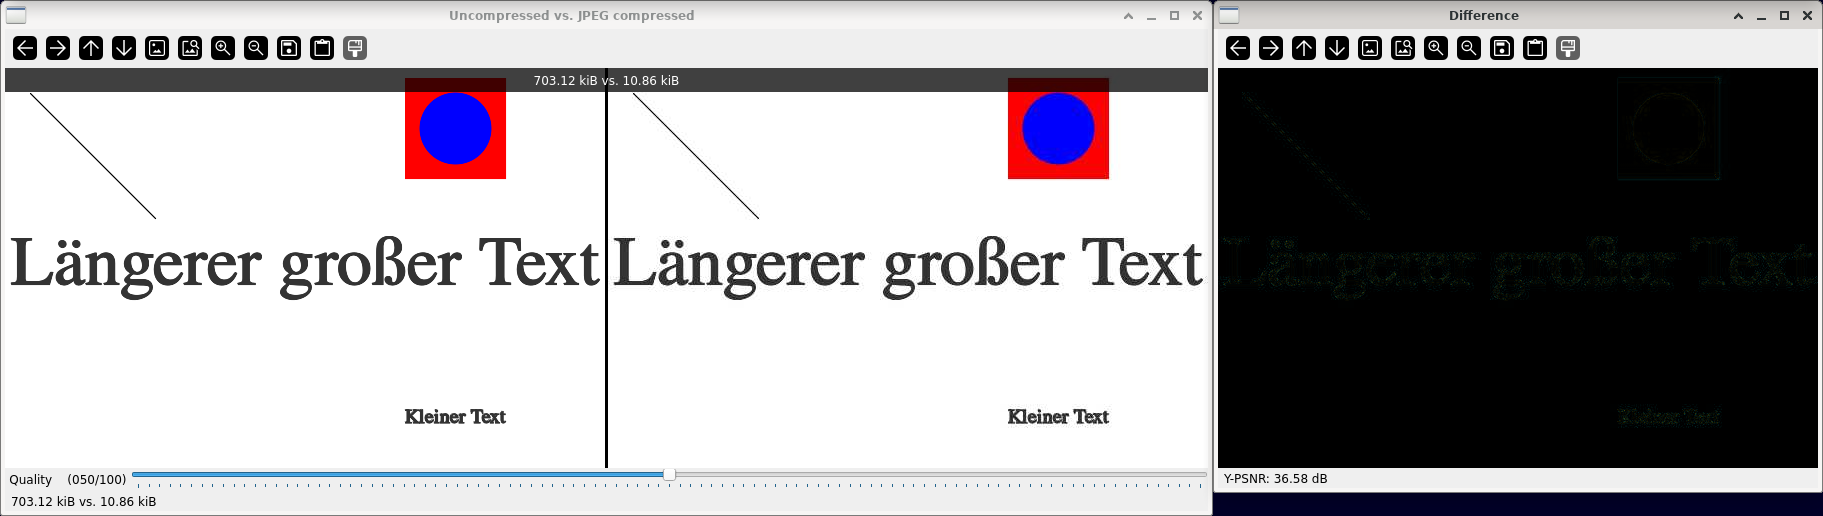 Uncompressed vs. JPEG compressed
703.12 kiB vs. 10.86 kiB
Längerer großer Text Längerer großer Text
Kleiner Text Kleiner Text
Quality (050/100)
703.12 kiB vs. 10.86 kiB
Difference
Längerer großer Text
Kleiner Text
Y-PSNR: 36.58 dB